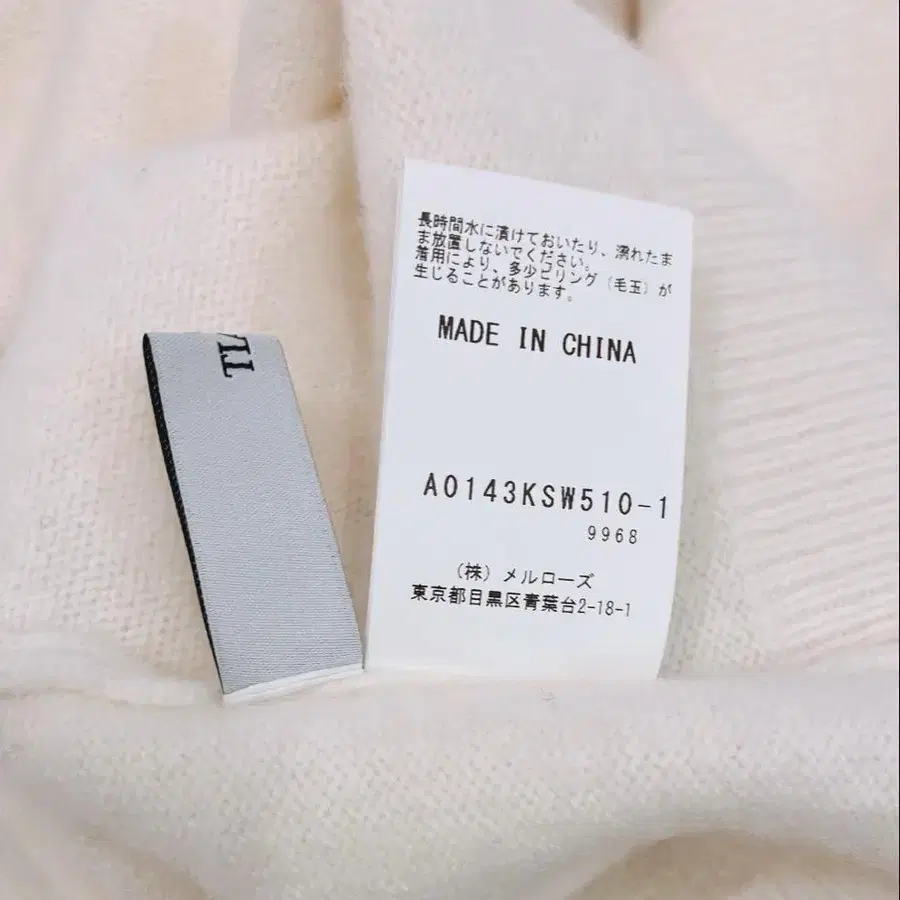 長時間水に漬けておいたり、濡れたま
ま放置しないでください。
着用により、多少ピリング(毛玉)が
生じることがあります。
MADE IN CHINA
A0143KSW510-1
9968
(株)メルローズ
東京都目黒区青葉台2-18-1